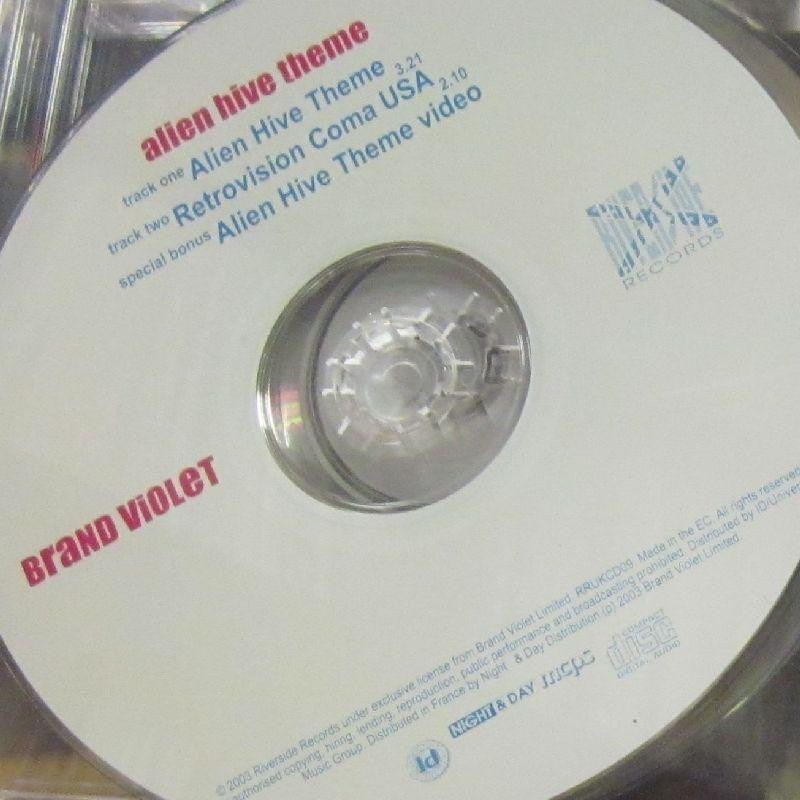 alien hive theme
track one Alien Hive Theme 3.21
track two Retrovision Coma USA 2.10
special bonus Alien Hive Theme video
RIVERSIDE
RECORDS
BraND VioLeT
© 2003 Riverside Records under exclusive license from Brand Violet Limited. RRUKCD09. Made in the EC. All rights reserved
authorised copying, hiring, lending, reproduction, public performance and broadcasting prohibited. Distributed by ID/Univer
Music Group. Distributed in France by Night & Day Distribution (p) 2003 Brand Violet Limited.
Id
NIGHT & DAY
mcps
COMPACT
disc
DIGITAL AUDIO